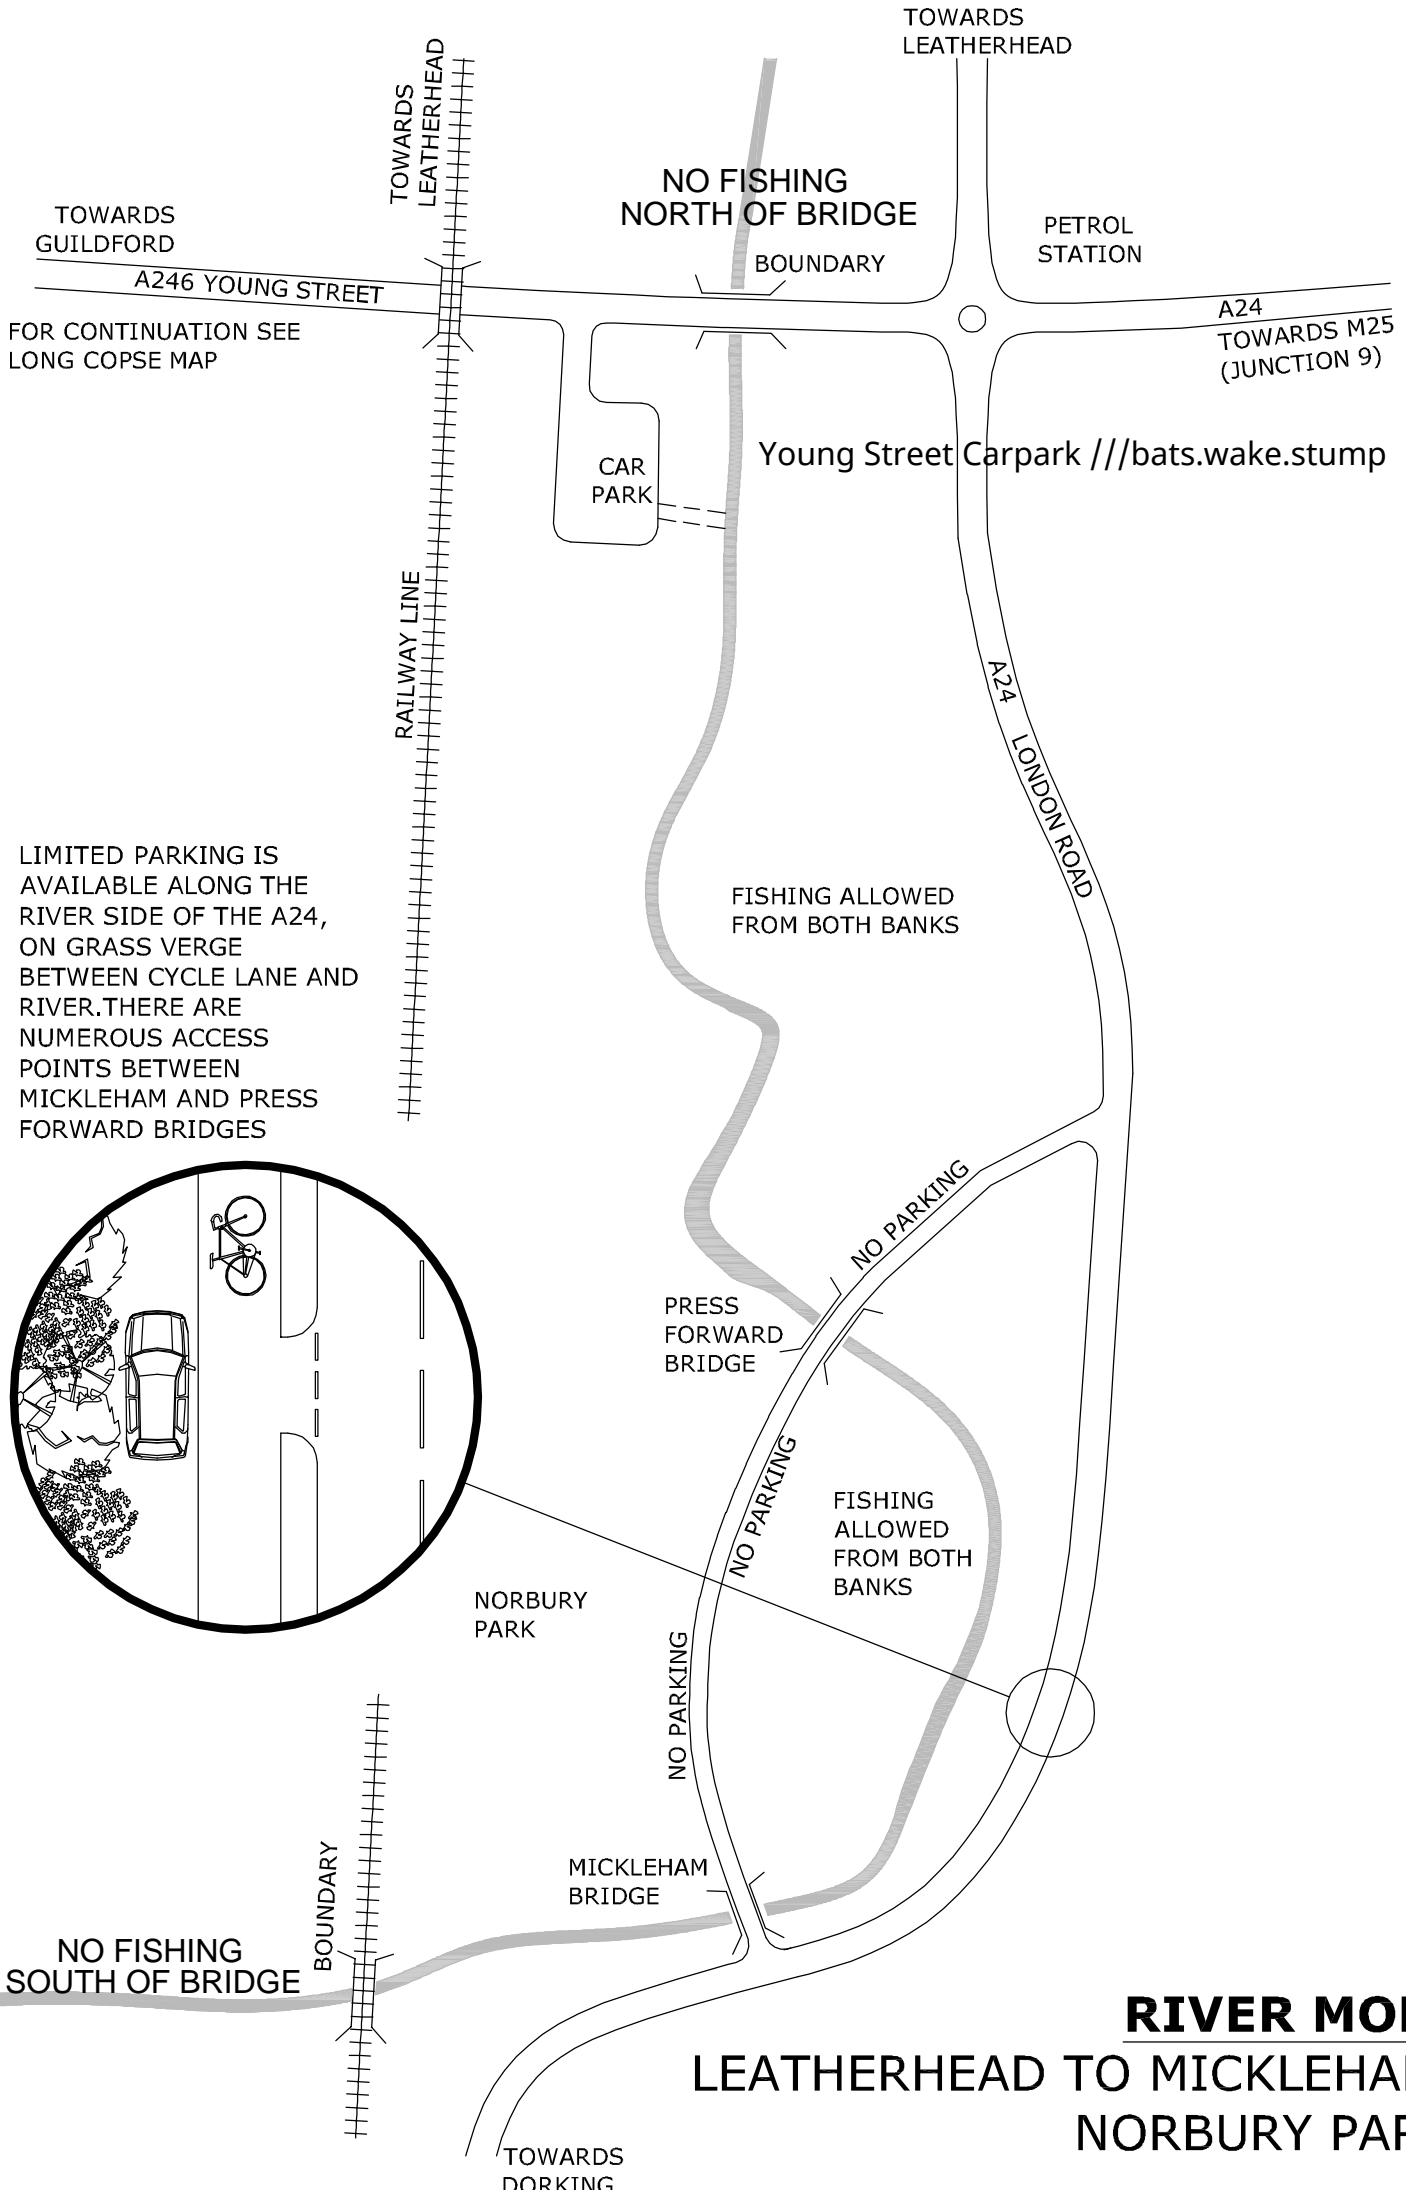 TOWARDS
LEATHERHEAD
TOWARDS
LEATHERHEAD
NO FISHING
NORTH OF BRIDGE
TOWARDS
GUILDFORD
PETROL
STATION
BOUNDARY
A246 YOUNG STREET
A24
TOWARDS M25
(JUNCTION 9)
FOR CONTINUATION SEE
LONG COPSE MAP
Young Street Carpark ///bats.wake.stump
CAR
PARK
RAILWAY LINE
A24 LONDON ROAD
LIMITED PARKING IS
AVAILABLE ALONG THE
RIVER SIDE OF THE A24,
ON GRASS VERGE
BETWEEN CYCLE LANE AND
RIVER.THERE ARE
NUMEROUS ACCESS
POINTS BETWEEN
MICKLEHAM AND PRESS
FORWARD BRIDGES
FISHING ALLOWED
FROM BOTH BANKS
NO PARKING
PRESS
FORWARD
BRIDGE
NO PARKING
FISHING
ALLOWED
FROM BOTH
BANKS
NORBURY
PARK
NO PARKING
MICKLEHAM
BRIDGE
BOUNDARY
NO FISHING
SOUTH OF BRIDGE
RIVER
LEATHERHEAD TO
NORBURY
TOWARDS
DORKING